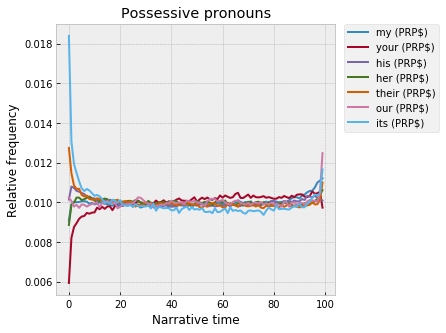 Possessive pronouns
0.018
0.016
0.014
0.012
0.010
0.008
0.006
Relative frequency
0
20
40
60
80
100
Narrative time
my (PRP$)
your (PRP$)
his (PRP$)
her (PRP$)
their (PRP$)
our (PRP$)
its (PRP$)